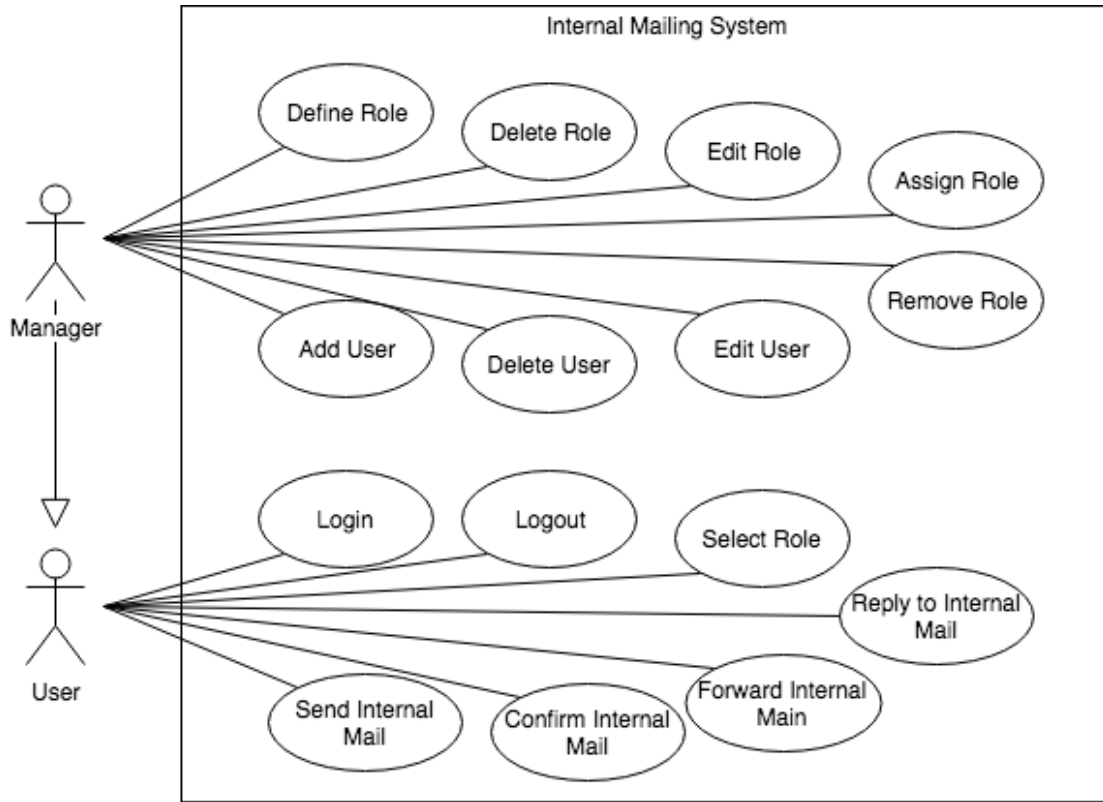 Internal Mailing System
Define Role
Delete Role
Edit Role
Assign Role
Manager
Remove Role
Add User
Delete User
Edit User
Login
Logout
Select Role
Reply to Internal
Mail
User
Send Internal
Mail
Confirm Internal
Mail
Forward Internal
Main